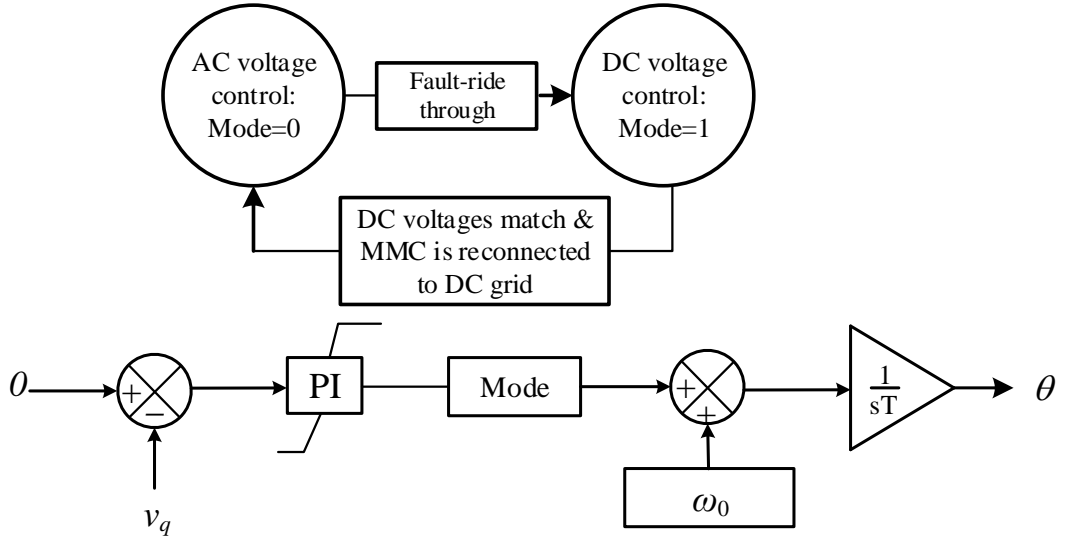 AC voltage
control:
Mode=0
Fault-ride
through
DC voltage
control:
Mode=1
DC voltages match &
MMC is reconnected
to DC grid
0
+
−
v_q
PI
Mode
+
+
ω₀
1
sT
θ